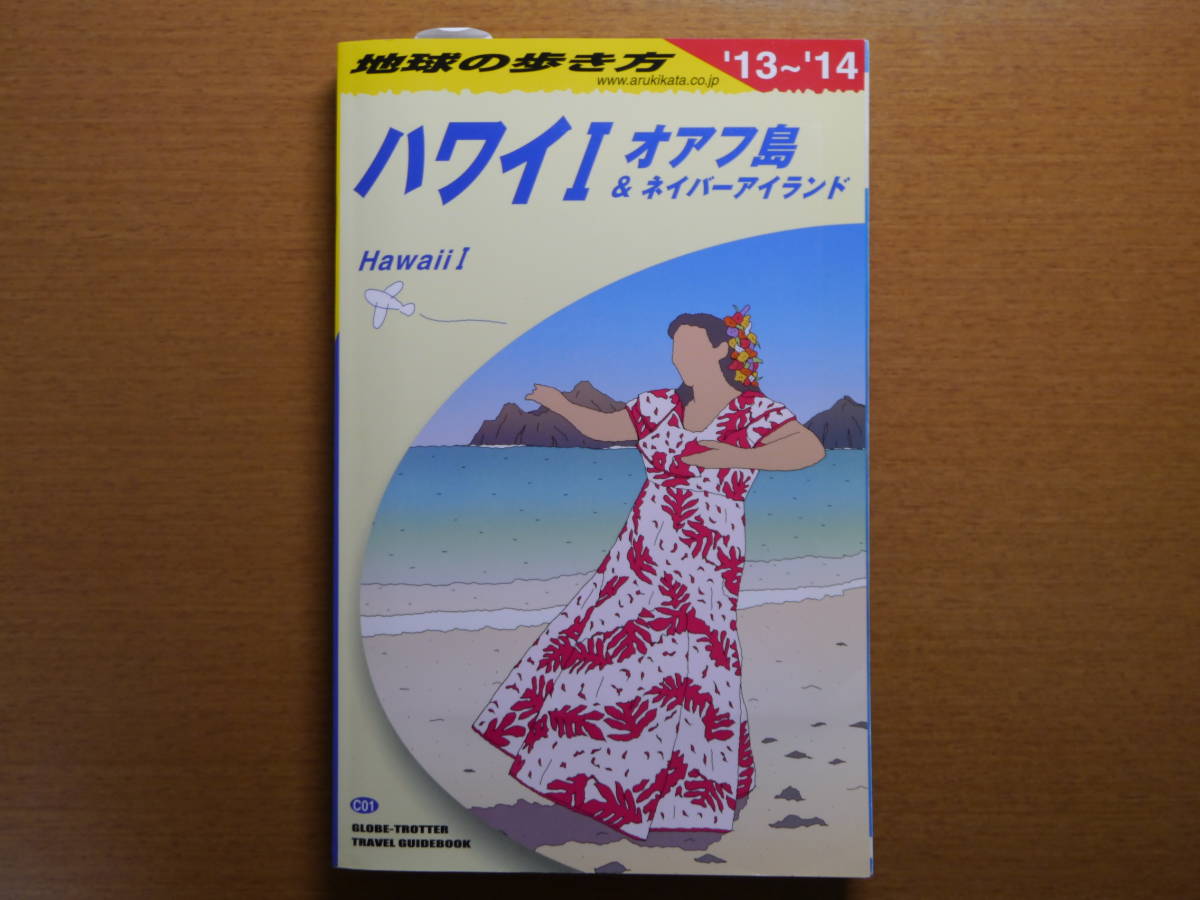 地球の歩き方
www.arukikata.co.jp
'13~'14
ハワイI
オアフ島
& ネイバーアイランド
Hawaii I
C01
GLOBE-TROTTER
TRAVEL GUIDEBOOK